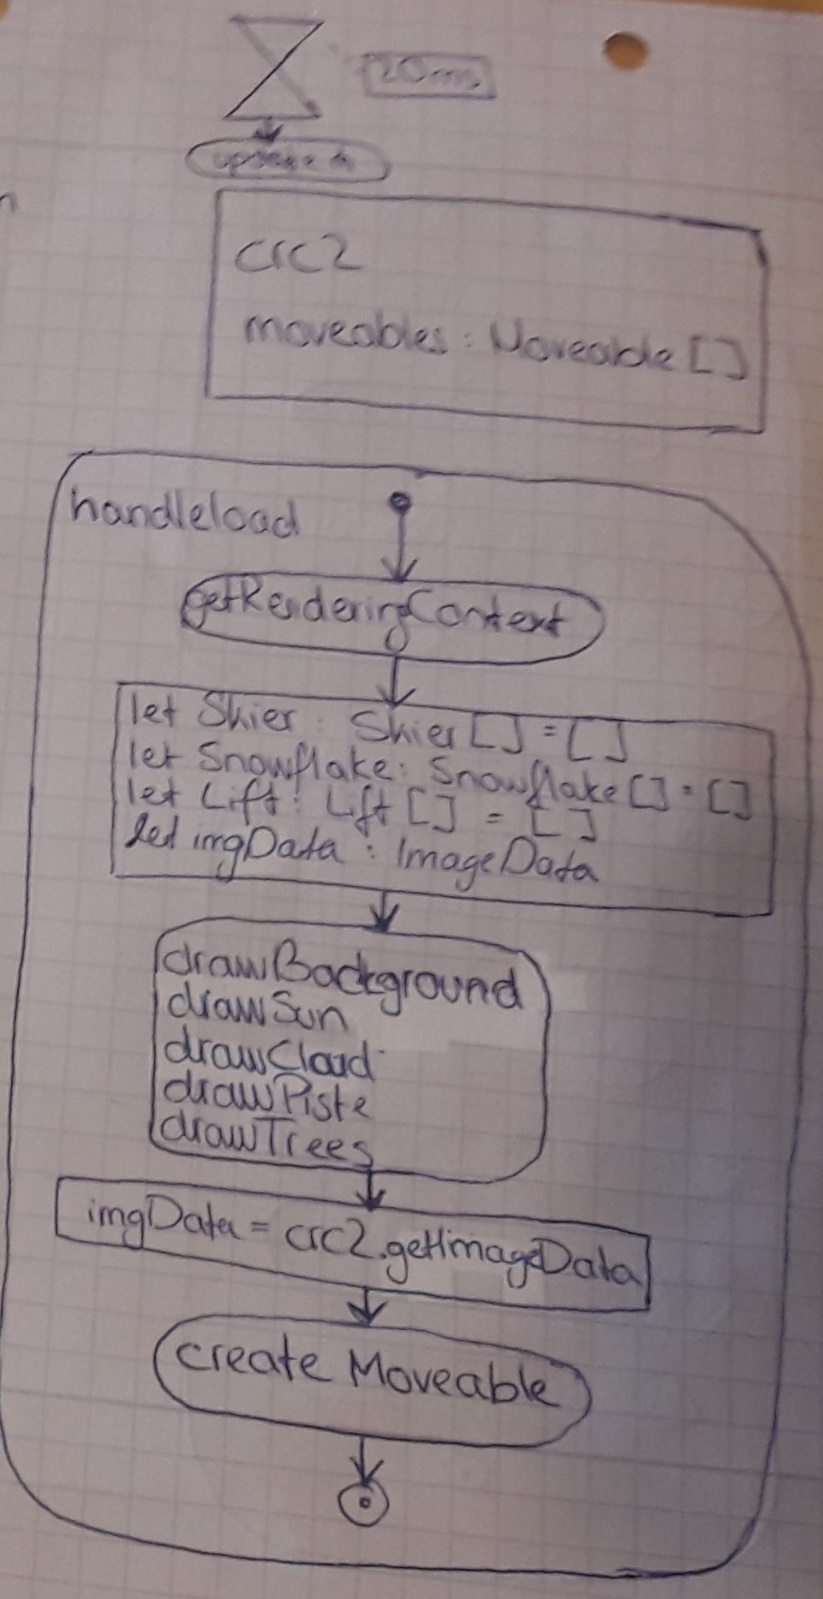 20ms
update
crc2
moveables : Moveable []
handleload
getRenderingContext
let Skier : Skier [] = []
let Snowflake : Snowflake [] = []
let Lift : Lift [] = []
let imgData : ImageData
drawBackground
drawSun
drawCloud
drawPiste
drawTrees
imgData = crc2.getImageData
create Moveable